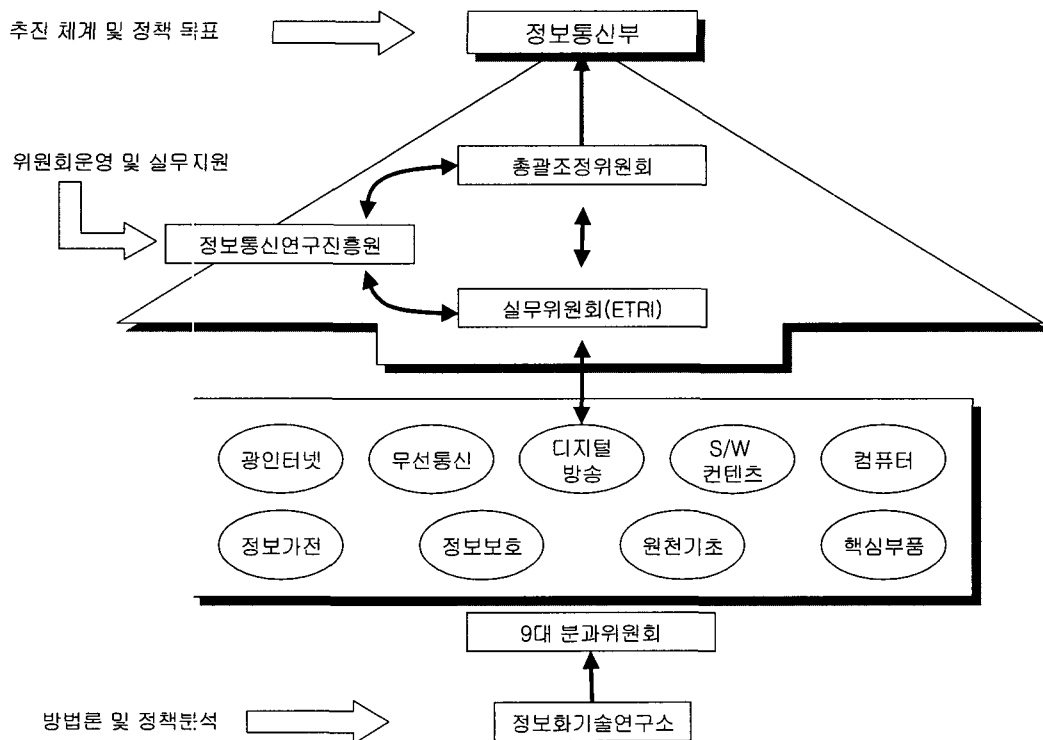 추진 체계 및 정책 목표
정보통신부
위원회운영 및 실무지원
총괄조정위원회
정보통신연구진흥원
실무위원회(ETRI)
광인터넷
무선통신
디지털
방송
S/W
컨텐츠
컴퓨터
정보가전
정보보호
원천기초
핵심부품
9대 분과위원회
방법론 및 정책분석
정보화기술연구소